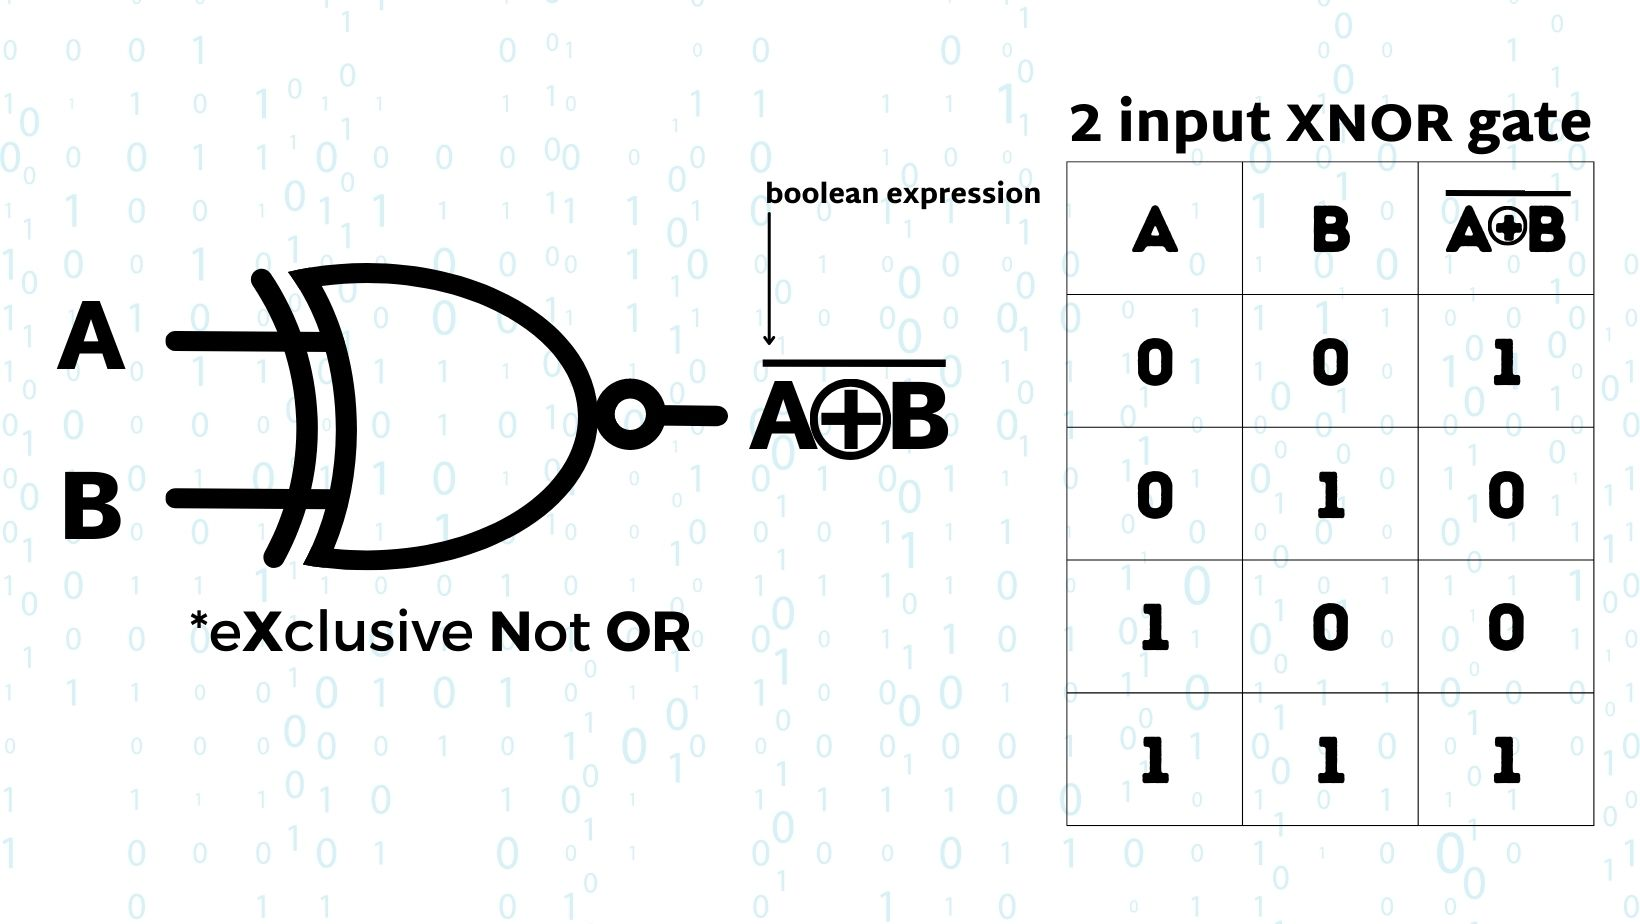 A
B
boolean expression
A⊕B
*eXclusive Not OR
2 input XNOR gate
A B A⊕B
0 0 1
0 1 0
1 0 0
1 1 1